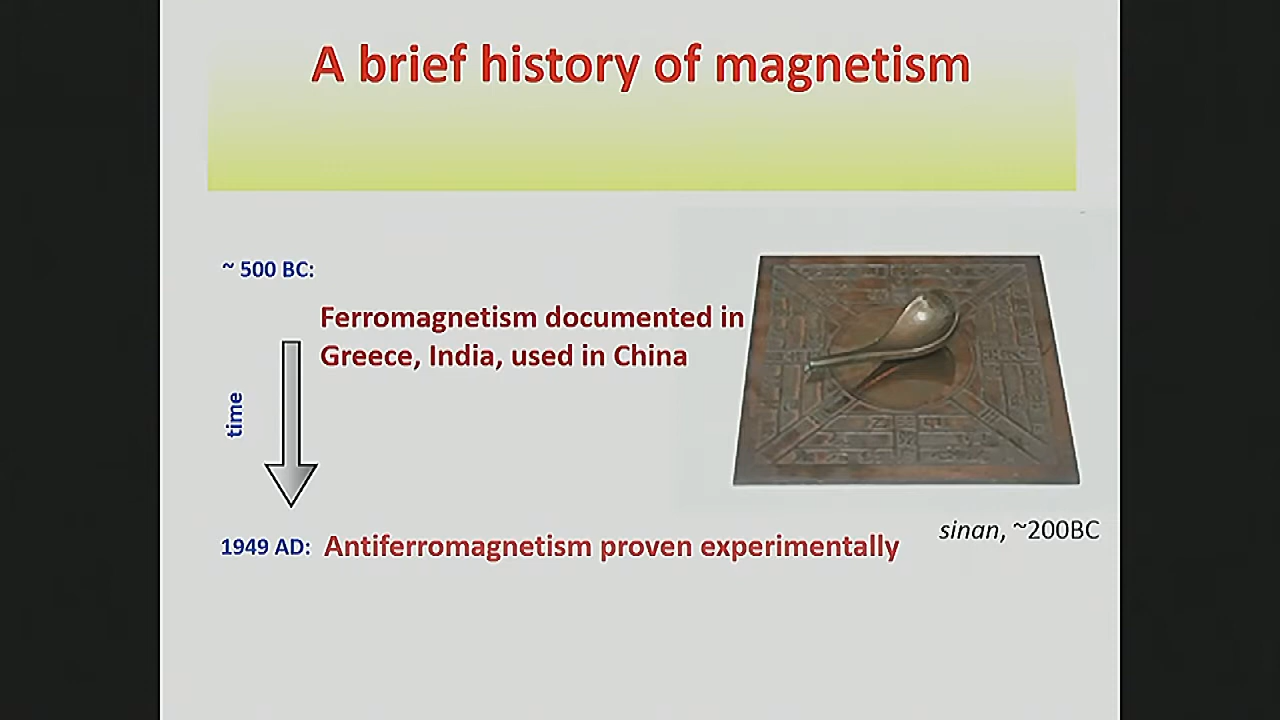 A brief history of magnetism
~ 500 BC:
Ferromagnetism documented in
Greece, India, used in China
time
1949 AD: Antiferromagnetism proven experimentally
sinan, ~200BC